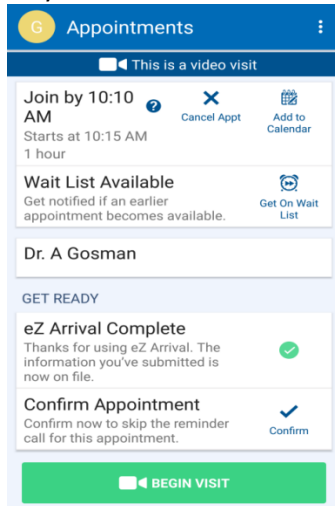 G Appointments
This is a video visit
Join by 10:10
AM
Starts at 10:15 AM
1 hour
Cancel Appt
Add to
Calendar
Wait List Available
Get notified if an earlier
appointment becomes available.
Get On Wait
List
Dr. A Gosman
GET READY
eZ Arrival Complete
Thanks for using eZ Arrival. The
information you've submitted is
now on file.
Confirm Appointment
Confirm now to skip the reminder
call for this appointment.
Confirm
BEGIN VISIT